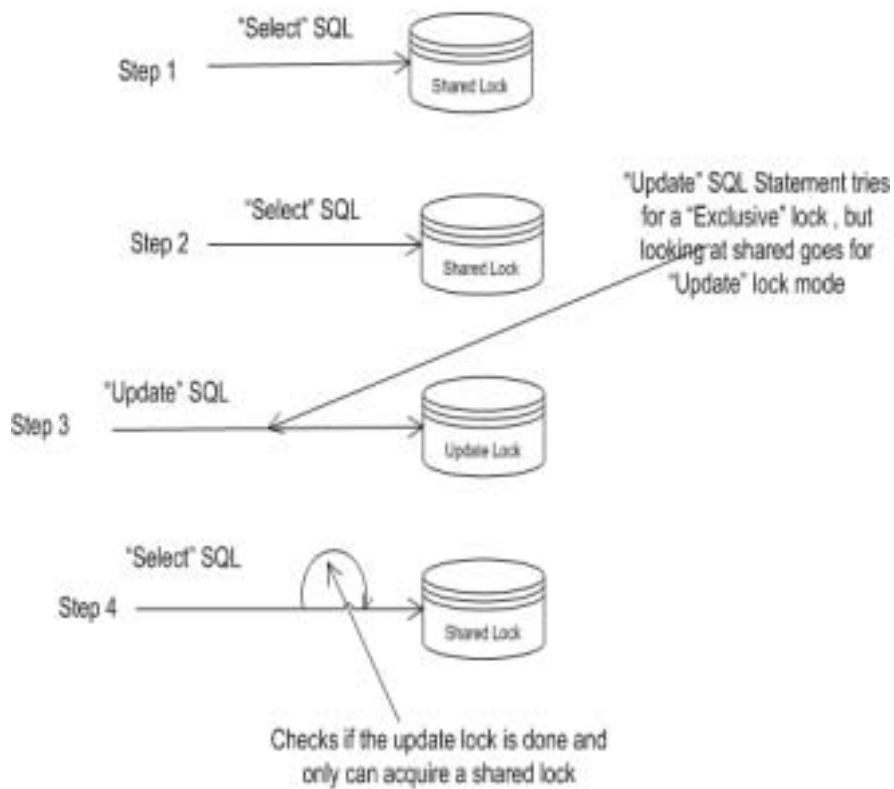 "Select" SQL
Step 1
Shared Lock
"Select" SQL
Step 2
Shared Lock
"Update" SQL Statement tries
for a "Exclusive" lock , but
looking at shared goes for
"Update" lock mode
"Update" SQL
Step 3
Update Lock
"Select" SQL
Step 4
Shared Lock
Checks if the update lock is done and
only can acquire a shared lock